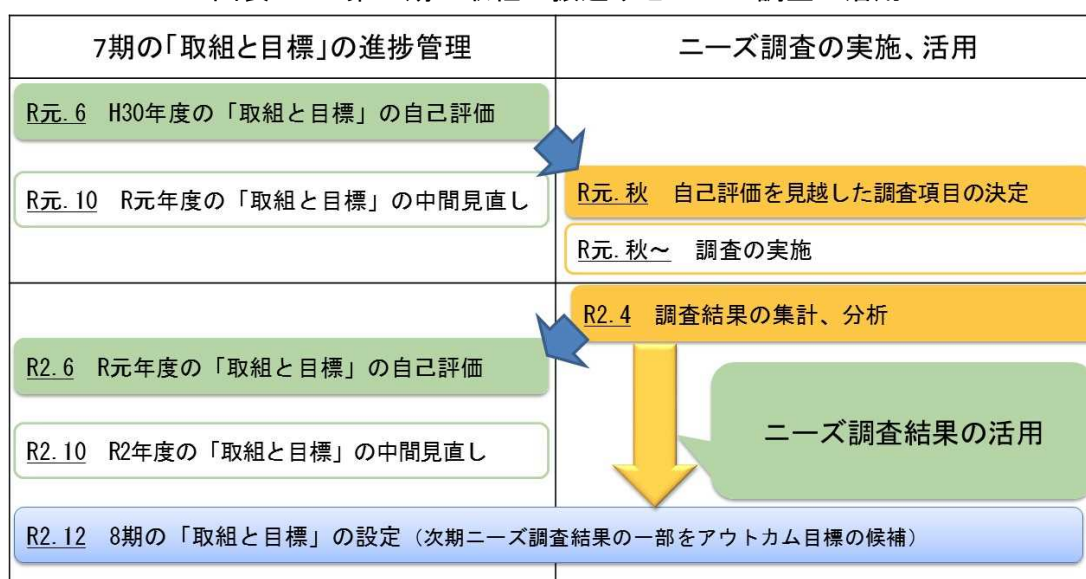 7期の「取組と目標」の進捗管理
ニーズ調査の実施、活用
R元.6 H30年度の「取組と目標」の自己評価
R元.10 R元年度の「取組と目標」の中間見直し
R元.秋 自己評価を見越した調査項目の決定
R元.秋～ 調査の実施
R2.4 調査結果の集計、分析
R2.6 R元年度の「取組と目標」の自己評価
ニーズ調査結果の活用
R2.10 R2年度の「取組と目標」の中間見直し
R2.12 8期の「取組と目標」の設定（次期ニーズ調査結果の一部をアウトカム目標の候補）